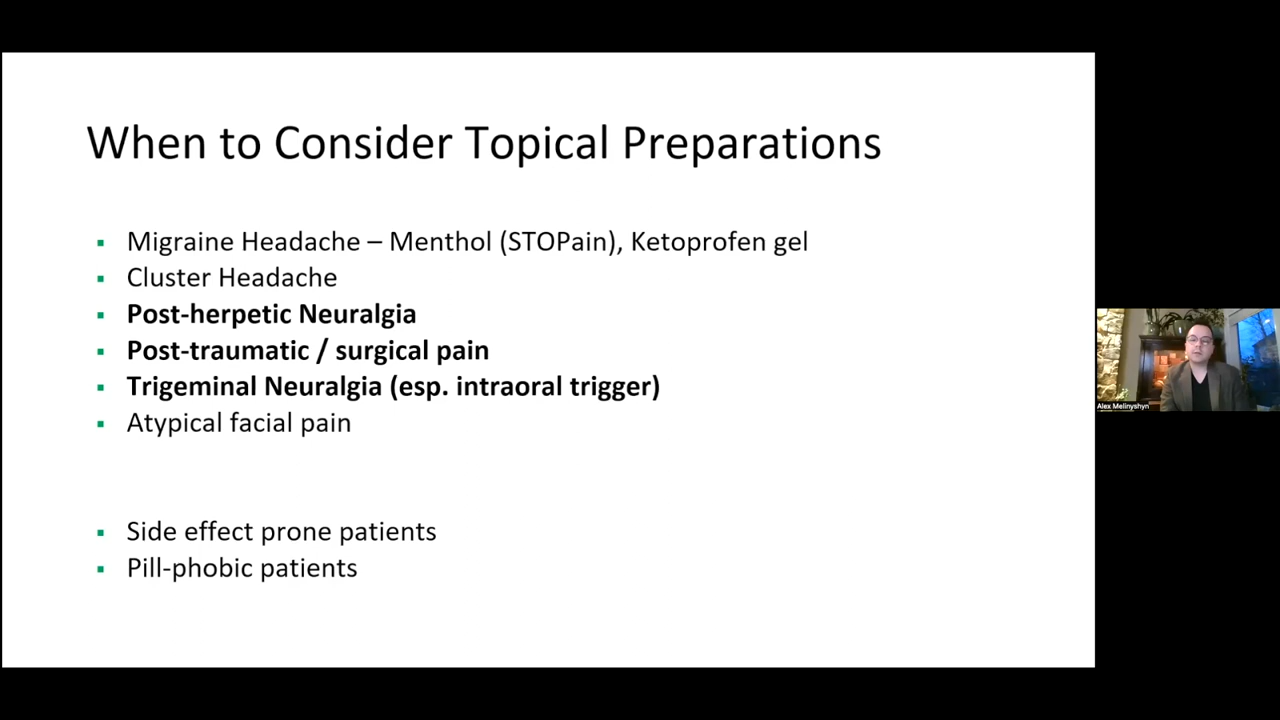 When to Consider Topical Preparations
Migraine Headache – Menthol (STOPain), Ketoprofen gel
Cluster Headache
Post-herpetic Neuralgia
Post-traumatic / surgical pain
Trigeminal Neuralgia (esp. intraoral trigger)
Atypical facial pain
Side effect prone patients
Pill-phobic patients
Alex Melinyshyn